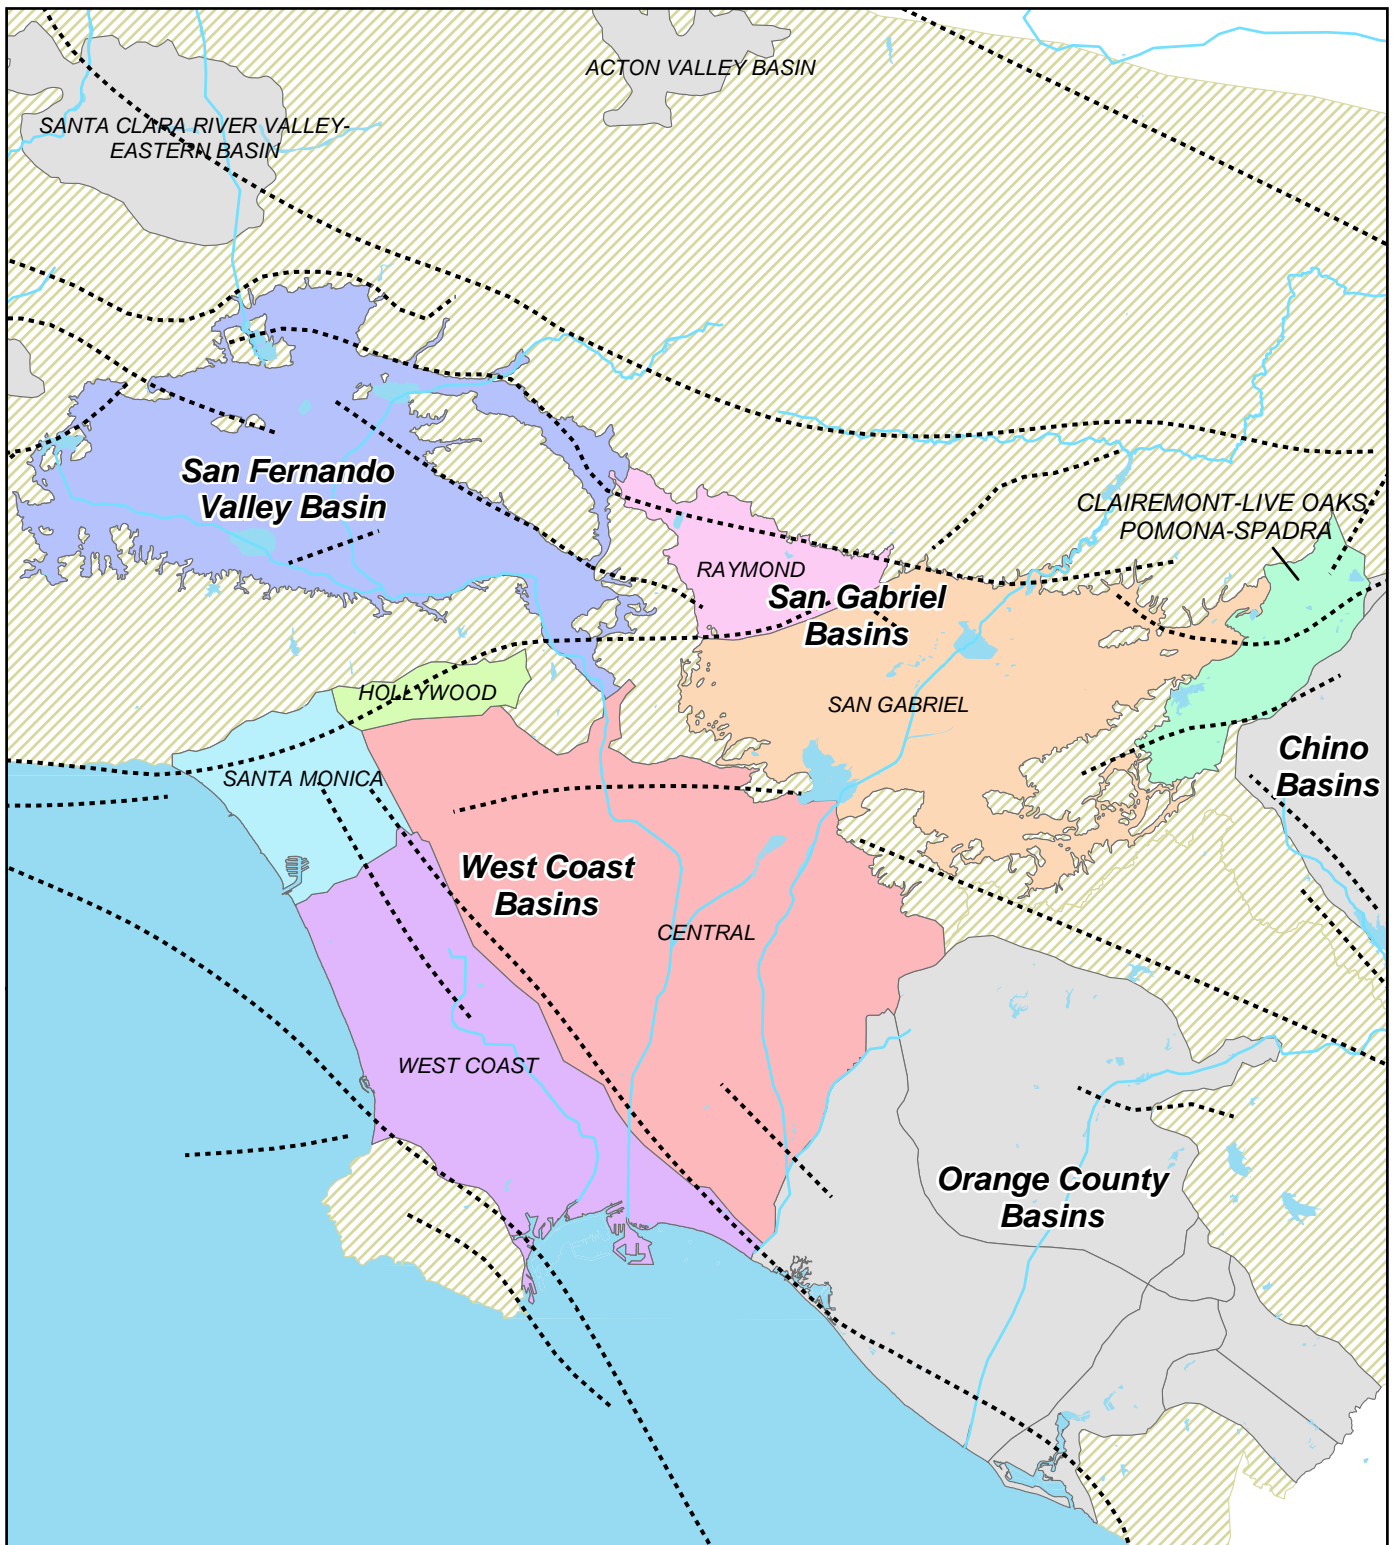 ACTON VALLEY BASIN
SANTA CLARA RIVER VALLEY-
EASTERN BASIN
San Fernando
Valley Basin
CLAIREMONT-LIVE OAKS
POMONA-SPADRA
RAYMOND
San Gabriel
Basins
HOLLYWOOD
SAN GABRIEL
SANTA MONICA
Chino
Basins
West Coast
Basins
CENTRAL
WEST COAST
Orange County
Basins